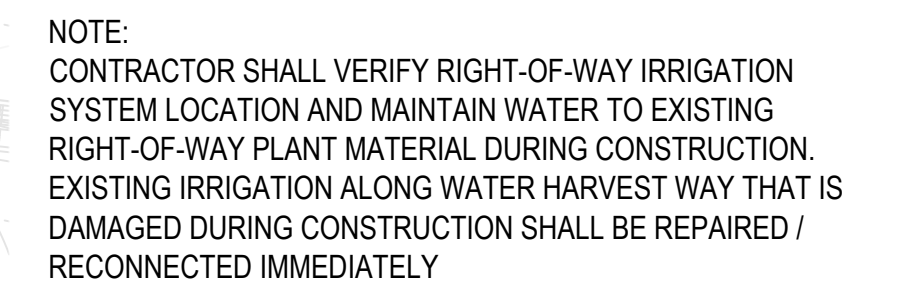 NOTE:
CONTRACTOR SHALL VERIFY RIGHT-OF-WAY IRRIGATION
SYSTEM LOCATION AND MAINTAIN WATER TO EXISTING
RIGHT-OF-WAY PLANT MATERIAL DURING CONSTRUCTION.
EXISTING IRRIGATION ALONG WATER HARVEST WAY THAT IS
DAMAGED DURING CONSTRUCTION SHALL BE REPAIRED /
RECONNECTED IMMEDIATELY